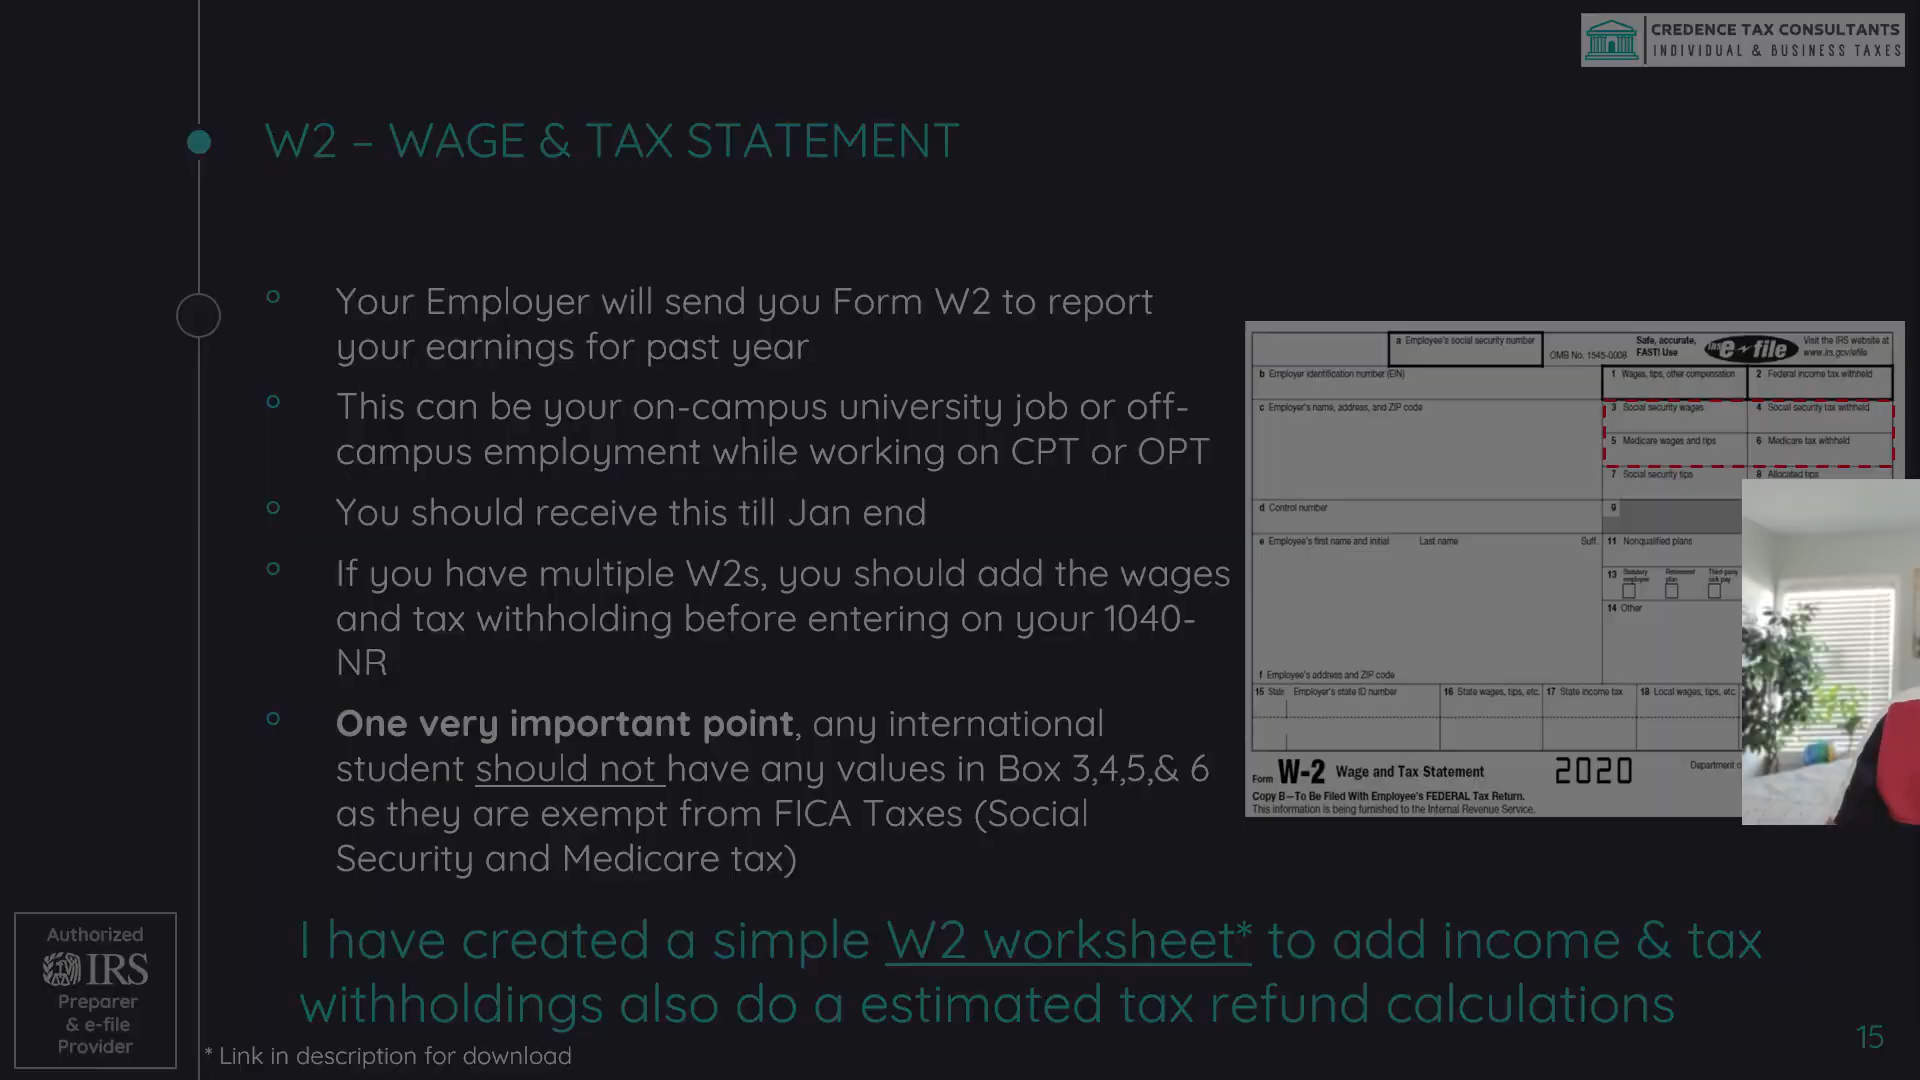 CREDENCE TAX CONSULTANTS
INDIVIDUAL & BUSINESS TAXES
W2 – WAGE & TAX STATEMENT
Your Employer will send you Form W2 to report
your earnings for past year
This can be your on-campus university job or off-
campus employment while working on CPT or OPT
You should receive this till Jan end
If you have multiple W2s, you should add the wages
and tax withholding before entering on your 1040-
NR
One very important point, any international
student should not have any values in Box 3,4,5,& 6
as they are exempt from FICA Taxes (Social
Security and Medicare tax)
a Employee's social security number
OMB No. 1545-0008
Safe, accurate,
FAST! Use
IRS e-file
Visit the IRS website at
www.irs.gov/efile
b Employer identification number (EIN)
1 Wages, tips, other compensation
2 Federal income tax withheld
c Employer's name, address, and ZIP code
3 Social security wages
4 Social security tax withheld
5 Medicare wages and tips
6 Medicare tax withheld
7 Social security tips
8 Allocated tips
d Control number
9
e Employee's first name and initial
Last name
Suff.
11 Nonqualified plans
13 Statutory employee
Retirement plan
Third-party sick pay
14 Other
f Employee's address and ZIP code
15 State Employer's state ID number
16 State wages, tips, etc.
17 State income tax
18 Local wages, tips, etc.
Form W-2 Wage and Tax Statement
2020
Department o
Copy B—To Be Filed With Employee's FEDERAL Tax Return.
This information is being furnished to the Internal Revenue Service.
I have created a simple W2 worksheet* to add income & tax
withholdings also do a estimated tax refund calculations
Authorized
IRS
Preparer
& e-file
Provider
* Link in description for download
15